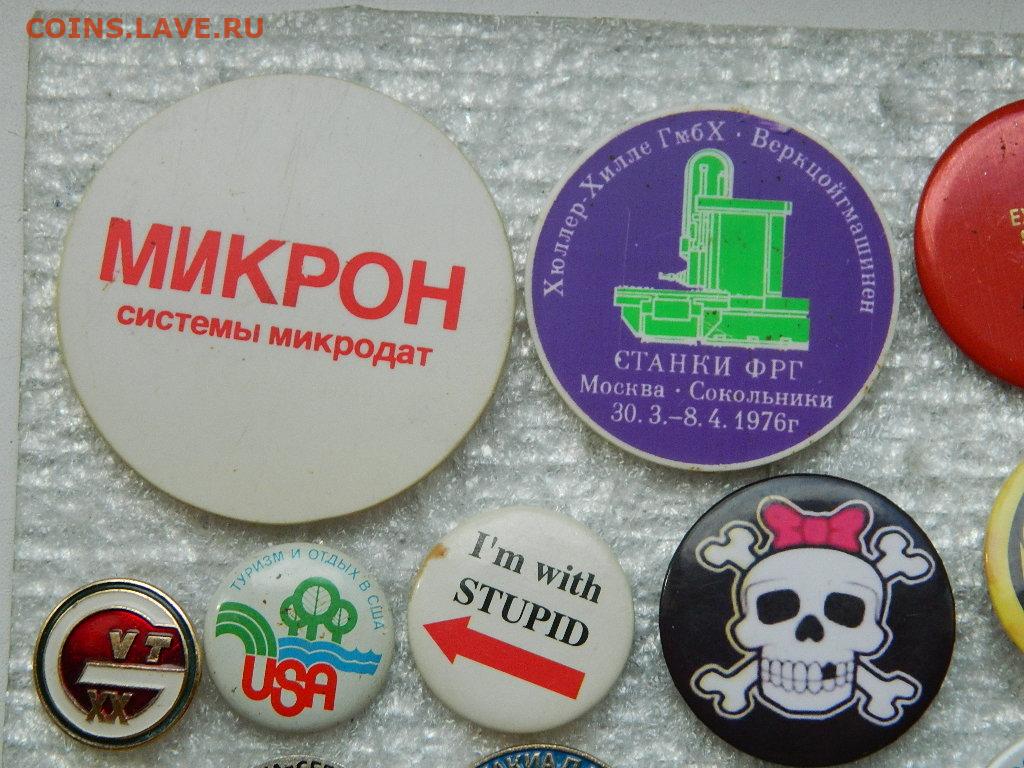 COINS.LAVE.RU
МИКРОН
системы микродат
Хюллер-Хилле ГмбХ · Веркцойгмашинен
СТАНКИ ФРГ
Москва · Сокольники
30. 3.–8. 4. 1976г
VT
XX
ТУРИЗМ И ОТДЫХ В США
USA
I'm with
STUPID